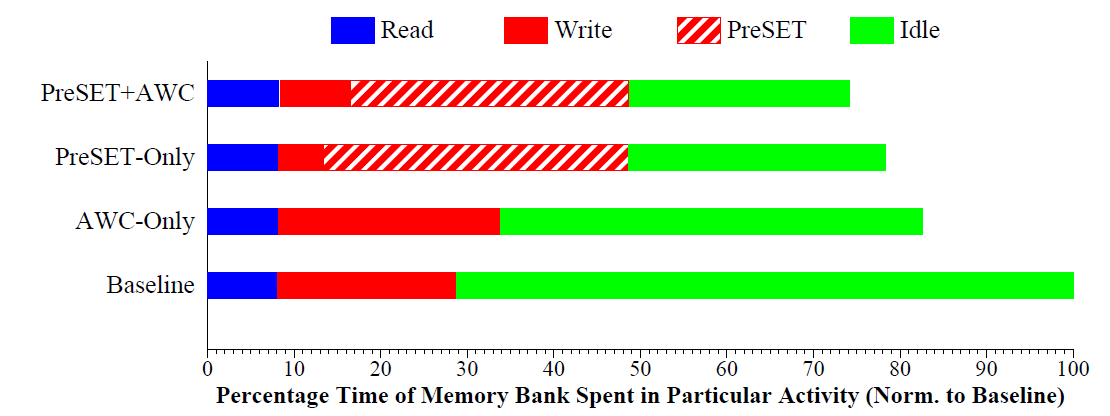 Read Write PreSET Idle
PreSET+AWC
PreSET-Only
AWC-Only
Baseline
0 10 20 30 40 50 60 70 80 90 100
Percentage Time of Memory Bank Spent in Particular Activity (Norm. to Baseline)